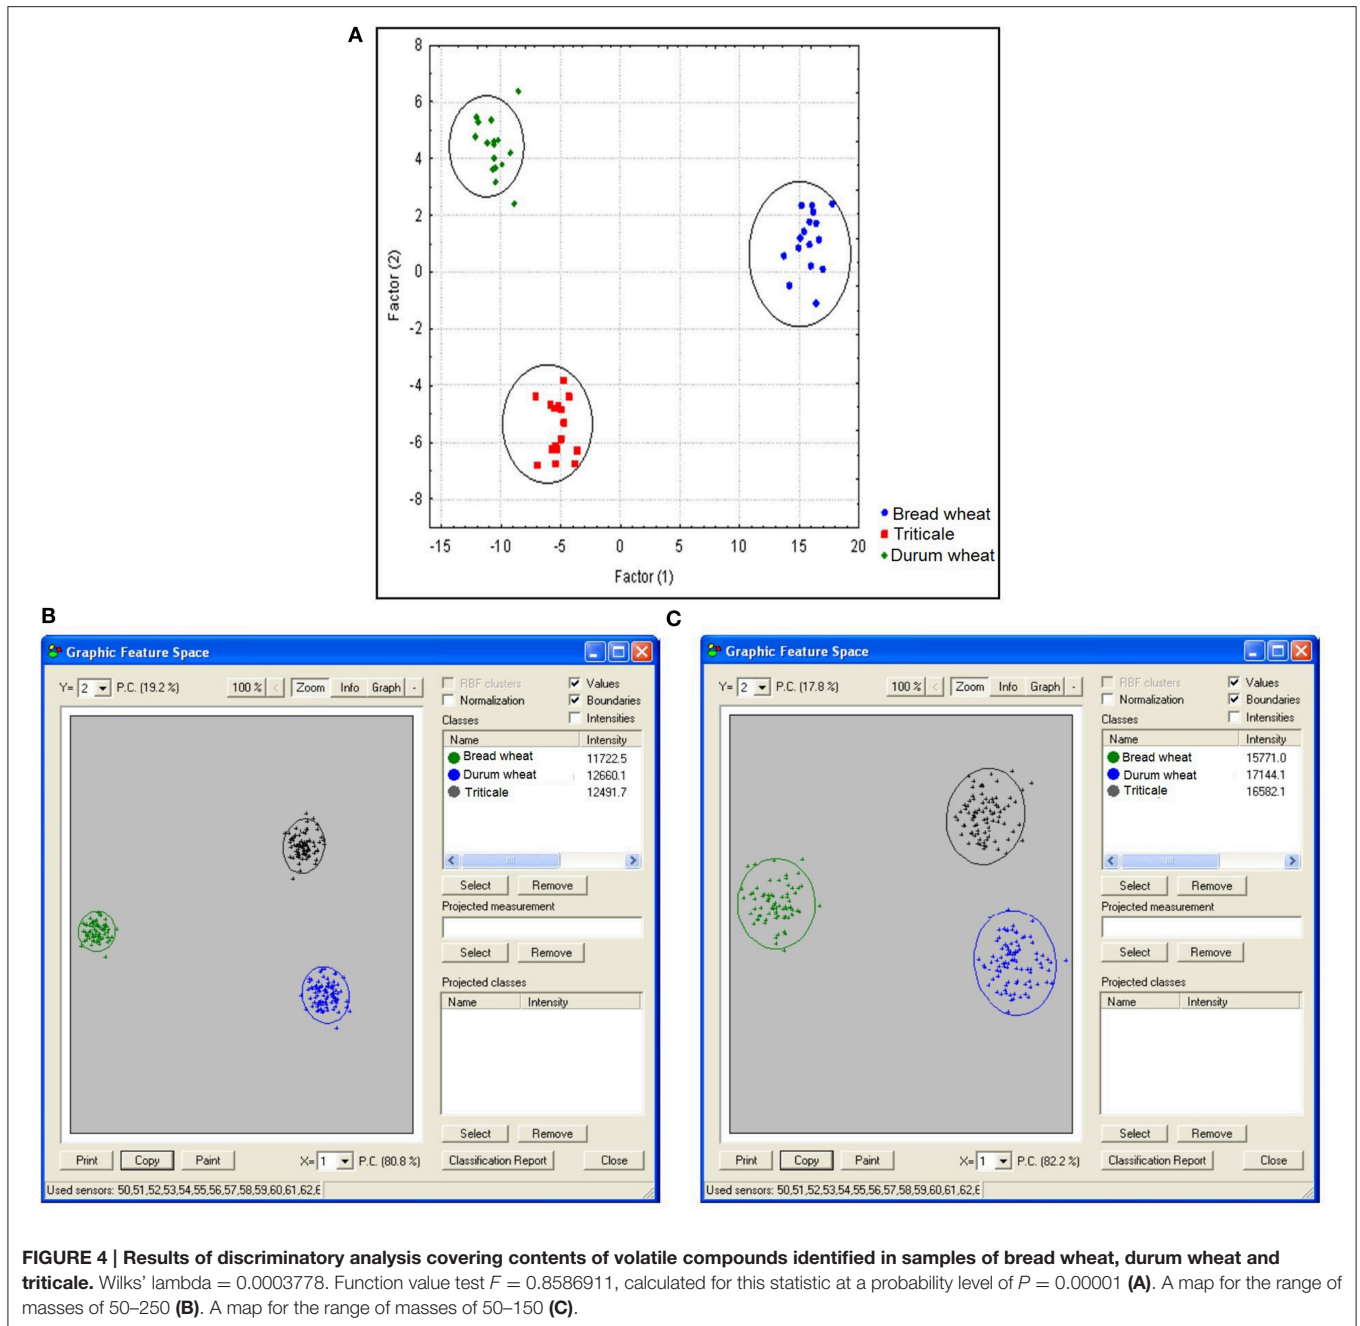 A
8
6
4
2
0
-2
-4
-6
-8
Factor (2)
-15 -10 -5 0 5 10 15 20
Factor (1)
Bread wheat
Triticale
Durum wheat
B
Graphic Feature Space
Y= 2 P.C. (19.2 %) 100 % < Zoom Info Graph -
RBF clusters Values
Normalization Boundaries
Classes Intensities
Name Intensity
Bread wheat 11722.5
Durum wheat 12660.1
Triticale 12491.7
Select Remove
Projected measurement
Select Remove
Projected classes
Name Intensity
Select Remove
Print Copy Paint X= 1 P.C. (80.8 %) Classification Report Close
Used sensors: 50,51,52,53,54,55,56,57,58,59,60,61,62,6
C
Graphic Feature Space
Y= 2 P.C. (17.8 %) 100 % < Zoom Info Graph -
RBF clusters Values
Normalization Boundaries
Classes Intensities
Name Intensity
Bread wheat 15771.0
Durum wheat 17144.1
Triticale 16582.1
Select Remove
Projected measurement
Select Remove
Projected classes
Name Intensity
Select Remove
Print Copy Paint X= 1 P.C. (82.2 %) Classification Report Close
Used sensors: 50,51,52,53,54,55,56,57,58,59,60,61,62,6
FIGURE 4 | Results of discriminatory analysis covering contents of volatile compounds identified in samples of bread wheat, durum wheat and
triticale. Wilks' lambda = 0.0003778. Function value test F = 0.8586911, calculated for this statistic at a probability level of P = 0.00001 (A). A map for the range of
masses of 50–250 (B). A map for the range of masses of 50–150 (C).